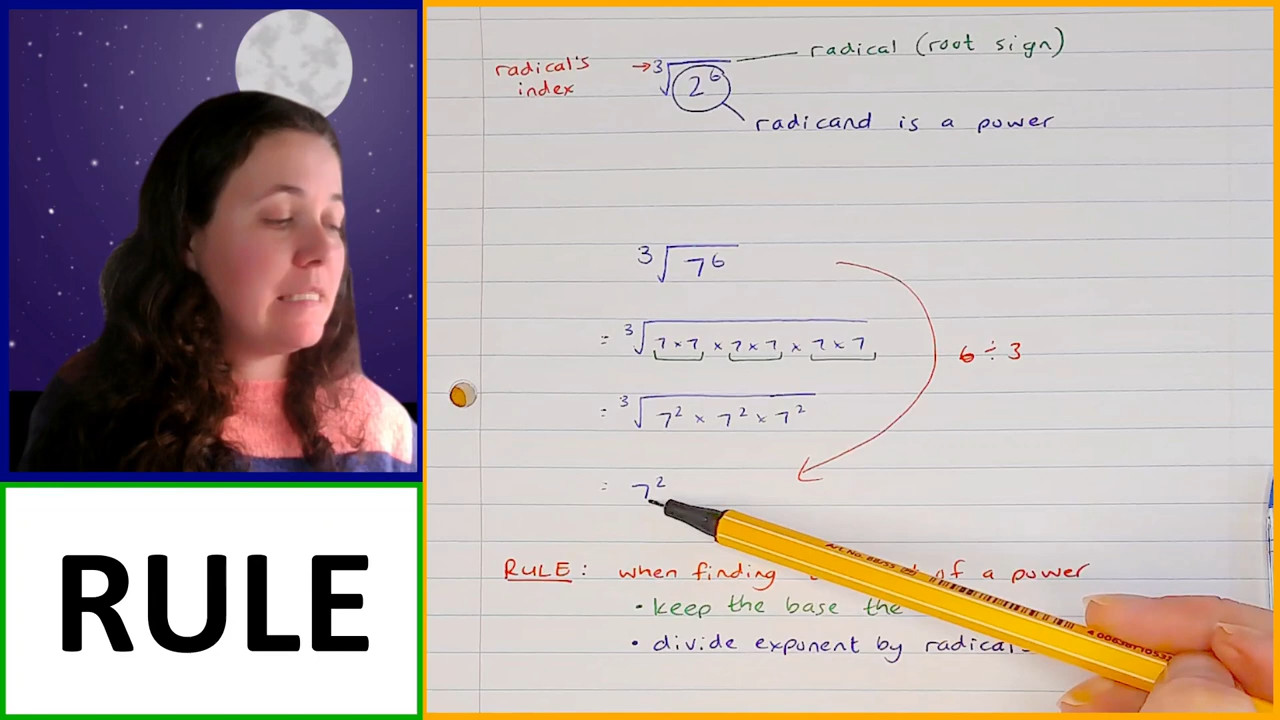 RULE
radical (root sign)
radical's
index
→ ³√2⁶
radicand is a power
³√7⁶
= ³√7×7 × 7×7 × 7×7
6 ÷ 3
= ³√7² × 7² × 7²
= 7²
RULE: when finding of a power
• keep the base the
• divide exponent by radical